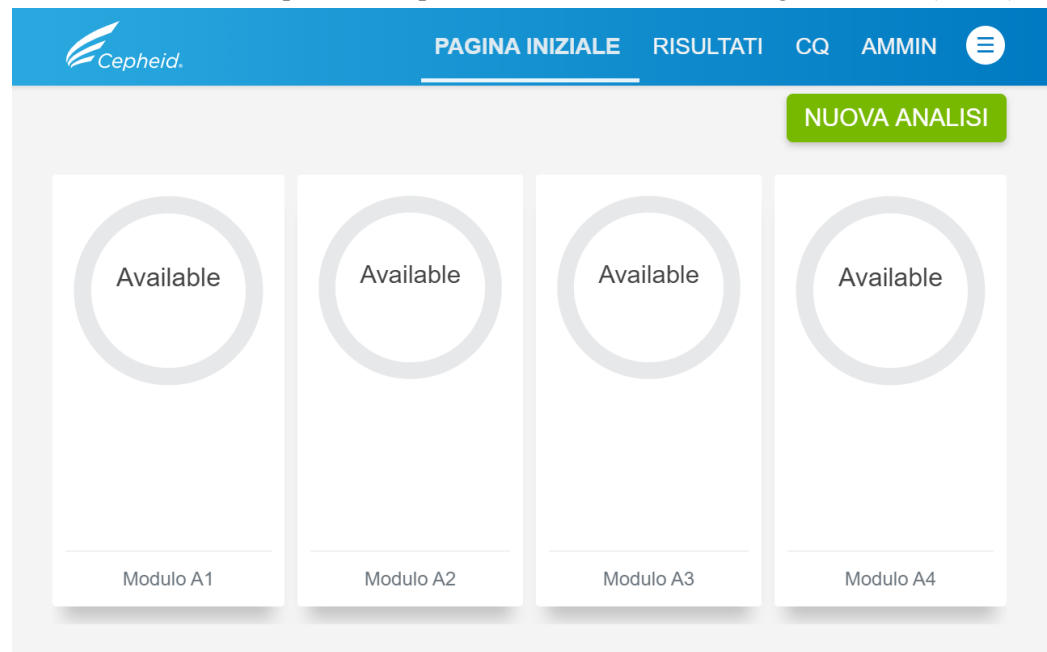 Cepheid.
PAGINA INIZIALE RISULTATI CQ AMMIN
NUOVA ANALISI
Available Available Available Available
Modulo A1 Modulo A2 Modulo A3 Modulo A4